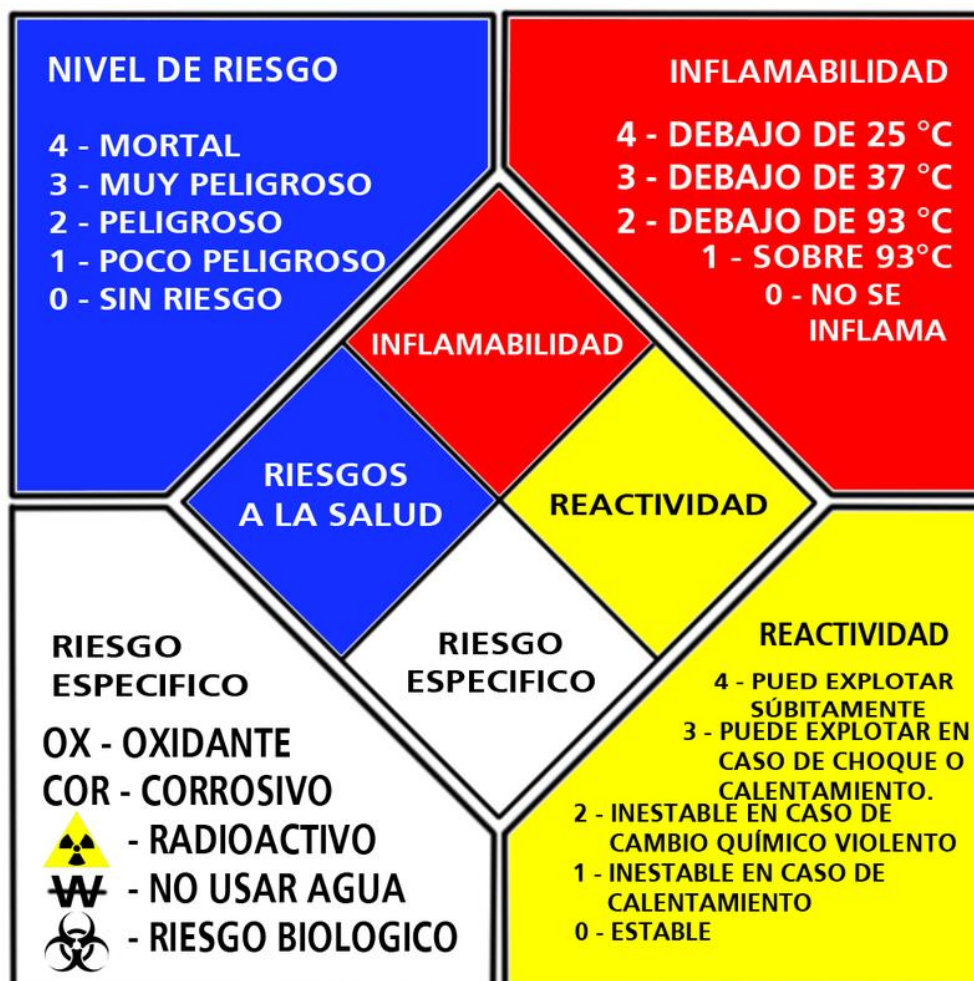 NIVEL DE RIESGO
4 - MORTAL
3 - MUY PELIGROSO
2 - PELIGROSO
1 - POCO PELIGROSO
0 - SIN RIESGO
INFLAMABILIDAD
4 - DEBAJO DE 25 °C
3 - DEBAJO DE 37 °C
2 - DEBAJO DE 93 °C
1 - SOBRE 93°C
0 - NO SE
INFLAMA
INFLAMABILIDAD
RIESGOS
A LA SALUD
REACTIVIDAD
RIESGO
ESPECIFICO
RIESGO
ESPECIFICO
OX - OXIDANTE
COR - CORROSIVO
- RADIOACTIVO
W - NO USAR AGUA
- RIESGO BIOLOGICO
REACTIVIDAD
4 - PUED EXPLOTAR
SÚBITAMENTE
3 - PUEDE EXPLOTAR EN
CASO DE CHOQUE O
CALENTAMIENTO.
2 - INESTABLE EN CASO DE
CAMBIO QUÍMICO VIOLENTO
1 - INESTABLE EN CASO DE
CALENTAMIENTO
0 - ESTABLE